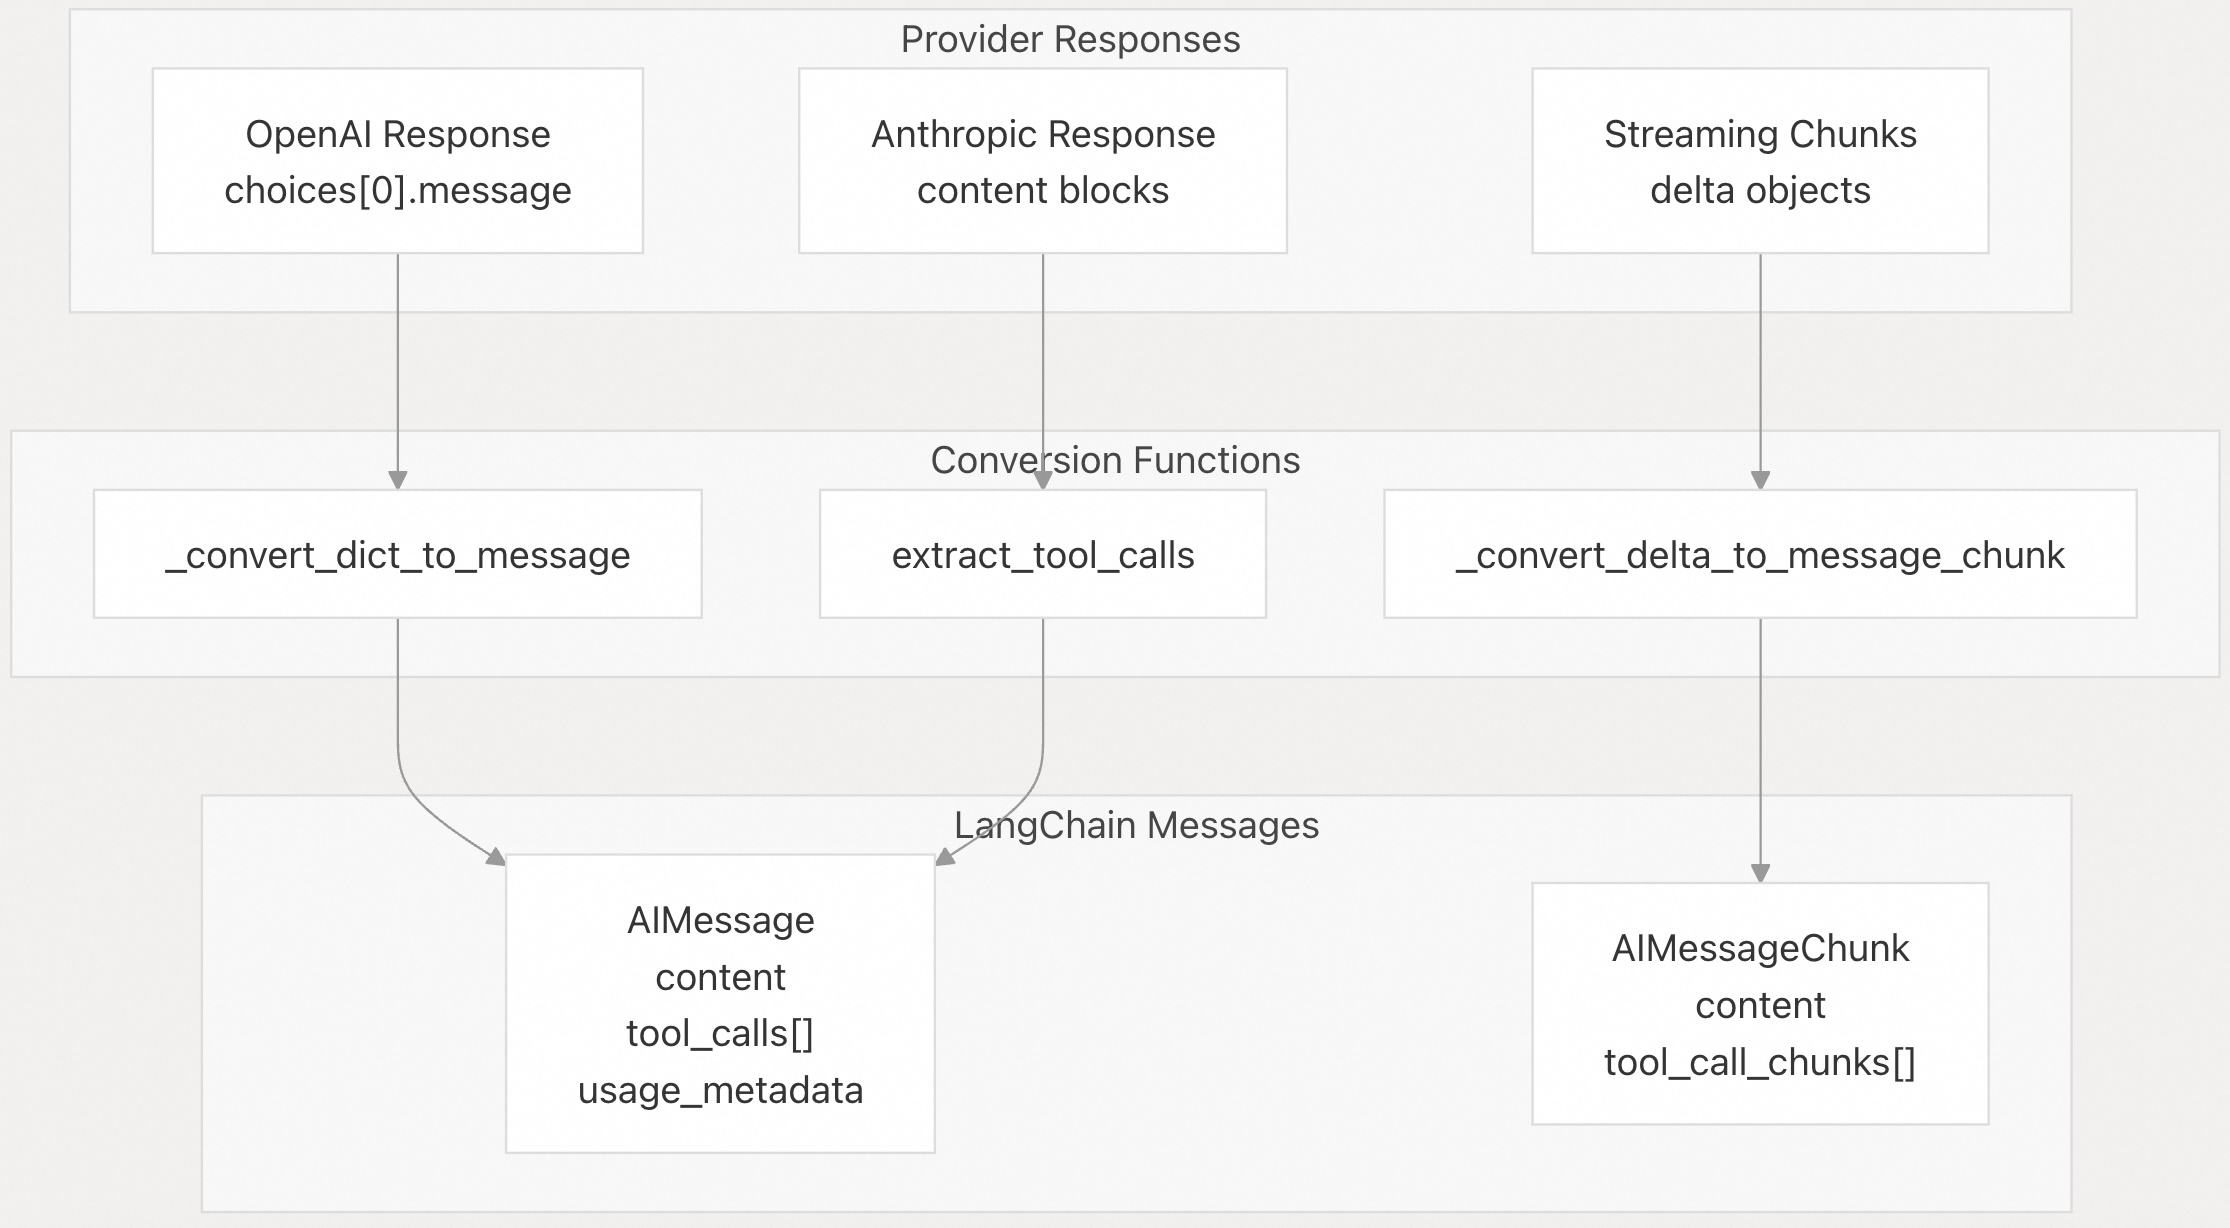 Provider Responses
OpenAI Response
choices[0].message
Anthropic Response
content blocks
Streaming Chunks
delta objects
Conversion Functions
_convert_dict_to_message
extract_tool_calls
_convert_delta_to_message_chunk
LangChain Messages
AIMessage
content
tool_calls[]
usage_metadata
AIMessageChunk
content
tool_call_chunks[]